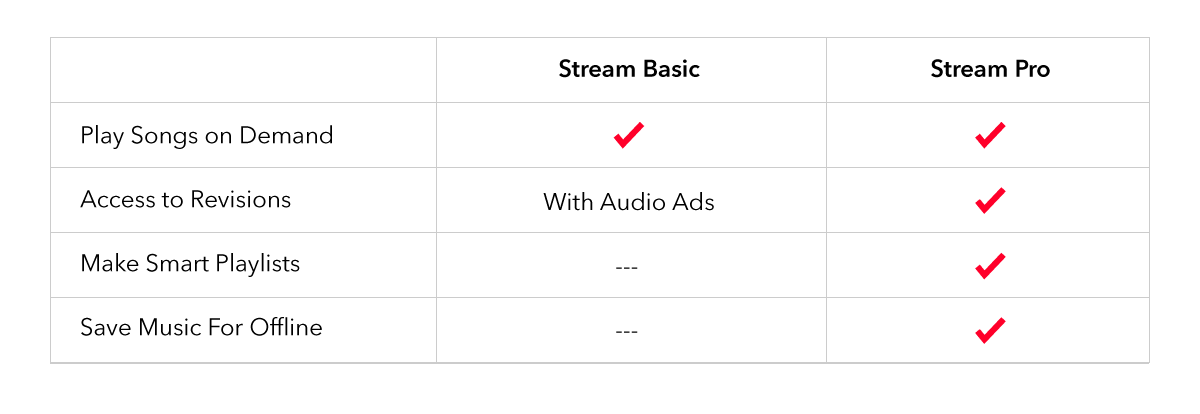 Stream Basic Stream Pro
Play Songs on Demand
Access to Revisions With Audio Ads
Make Smart Playlists ---
Save Music For Offline ---